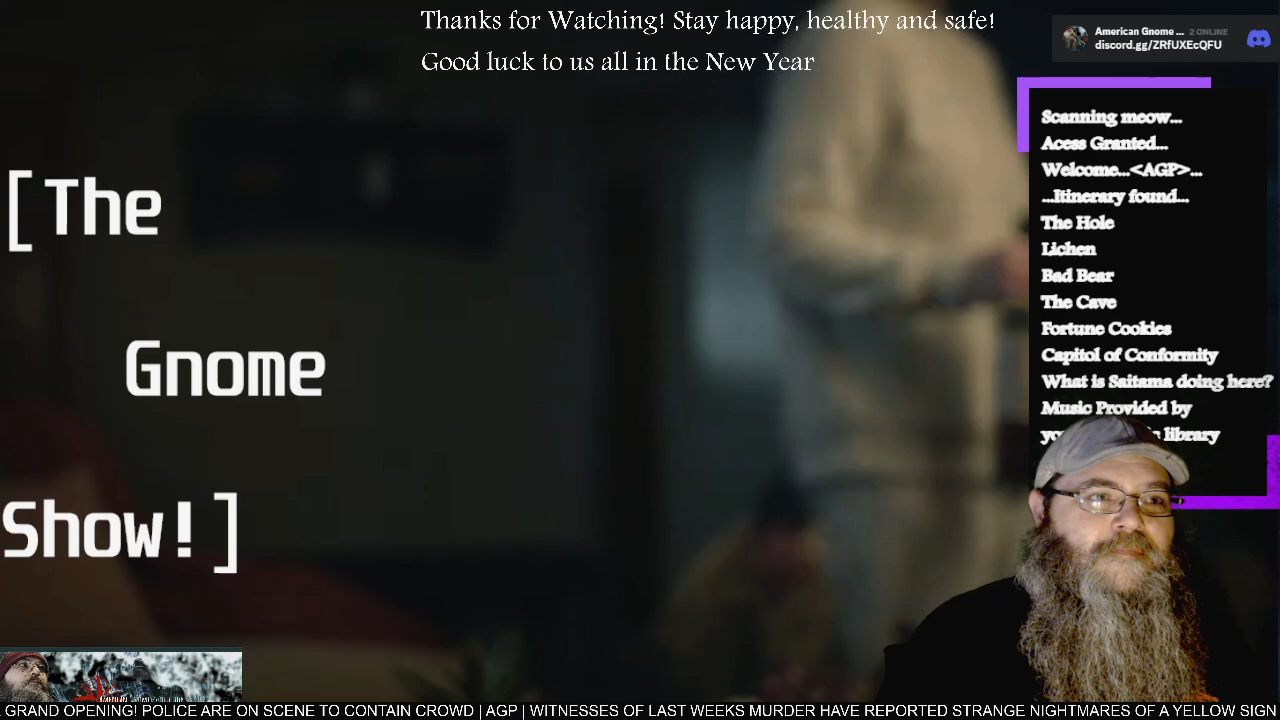 Thanks for Watching! Stay happy, healthy and safe!
Good luck to us all in the New Year
American Gnome ... 2 ONLINE
discord.gg/ZRfUXEcQFU
[The
Gnome
Show!]
Scanning meow...
Acess Granted...
Welcome...<AGP>...
...Itinerary found...
The Hole
Lichen
Bad Bear
The Cave
Fortune Cookies
Capitol of Conformity
What is Saitama doing here?
Music Provided by
library
GRAND OPENING! POLICE ARE ON SCENE TO CONTAIN CROWD | AGP | WITNESSES OF LAST WEEKS MURDER HAVE REPORTED STRANGE NIGHTMARES OF A YELLOW SIGN